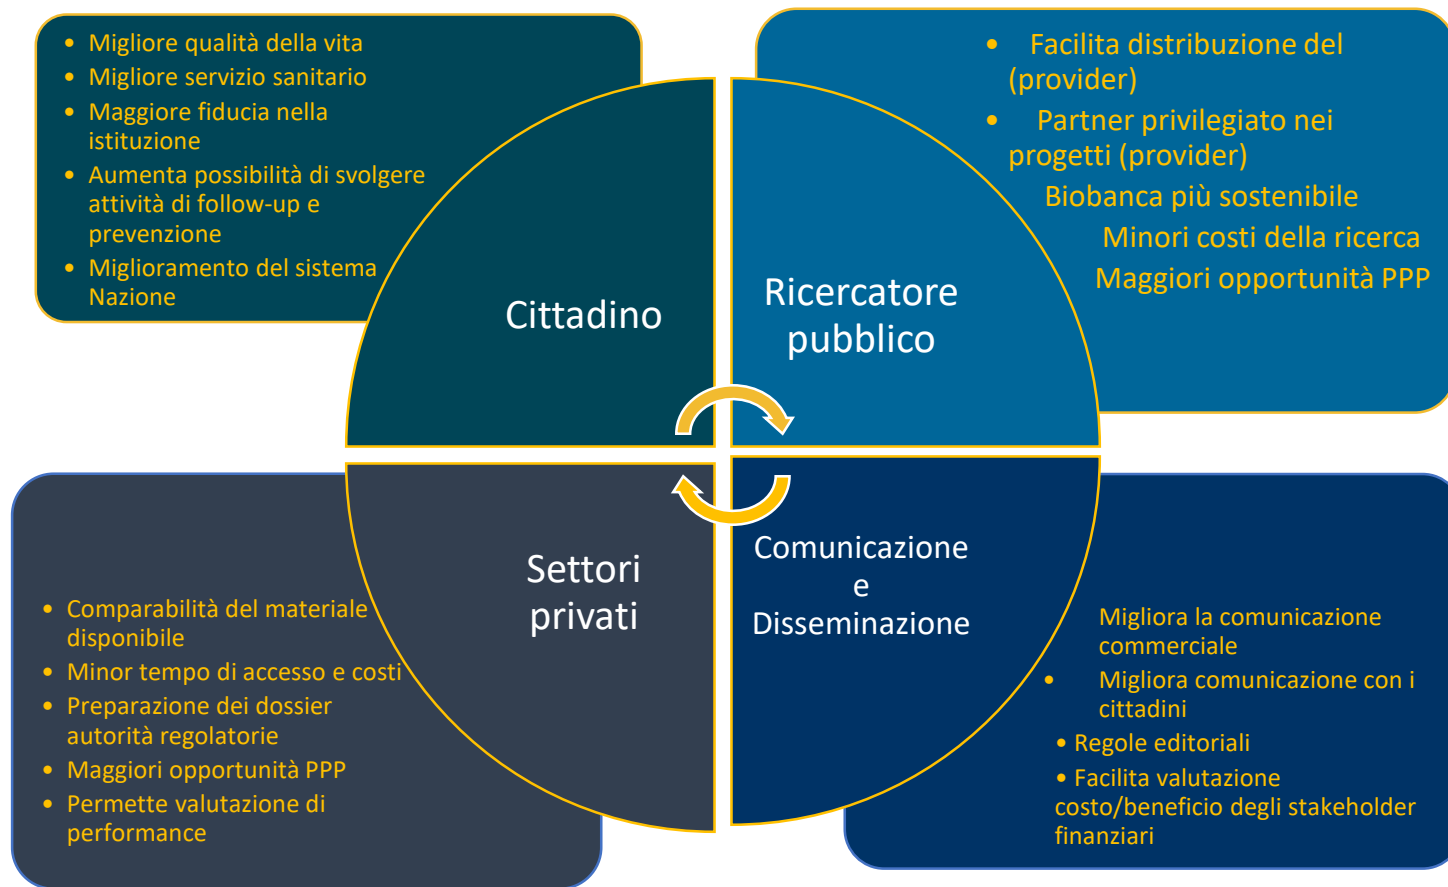 • Migliore qualità della vita
• Migliore servizio sanitario
• Maggiore fiducia nella
istituzione
• Aumenta possibilità di svolgere
attività di follow-up e
prevenzione
• Miglioramento del sistema
Nazione
Cittadino
• Facilita distribuzione del
(provider)
• Partner privilegiato nei
progetti (provider)
Biobanca più sostenibile
Minori costi della ricerca
Maggiori opportunità PPP
Ricercatore
pubblico
Settori
privati
• Comparabilità del materiale
disponibile
• Minor tempo di accesso e costi
• Preparazione dei dossier
autorità regolatorie
• Maggiori opportunità PPP
• Permette valutazione di
performance
Comunicazione
e
Disseminazione
Migliora la comunicazione
commerciale
• Migliora comunicazione con i
cittadini
• Regole editoriali
• Facilita valutazione
costo/beneficio degli stakeholder
finanziari